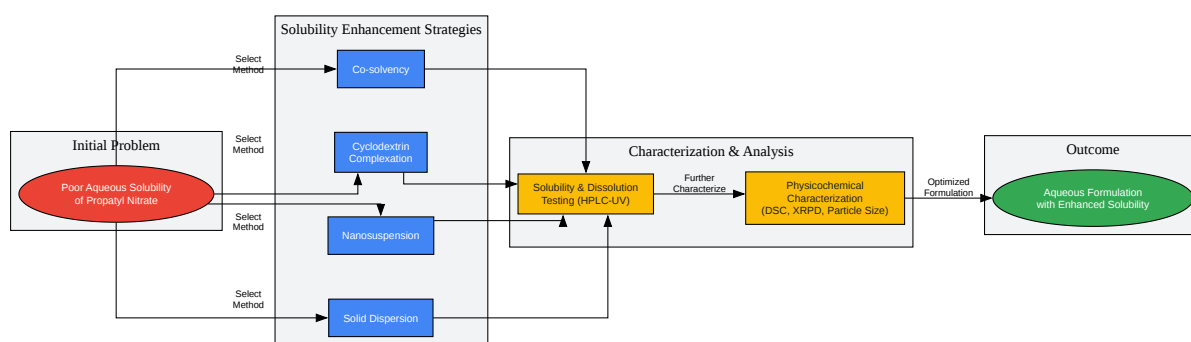 Solubility Enhancement Strategies
Select
Method
Co-solvency
Initial Problem
Poor Aqueous Solubility
of Propatyl Nitrate
Select
Method
Cyclodextrin
Complexation
Select
Method
Nanosuspension
Select
Method
Solid Dispersion
Characterization & Analysis
Solubility & Dissolution
Testing (HPLC-UV)
Further
Characterize
Physicochemical
Characterization
(DSC, XRPD, Particle Size)
Optimized
Formulation
Outcome
Aqueous Formulation
with Enhanced Solubility